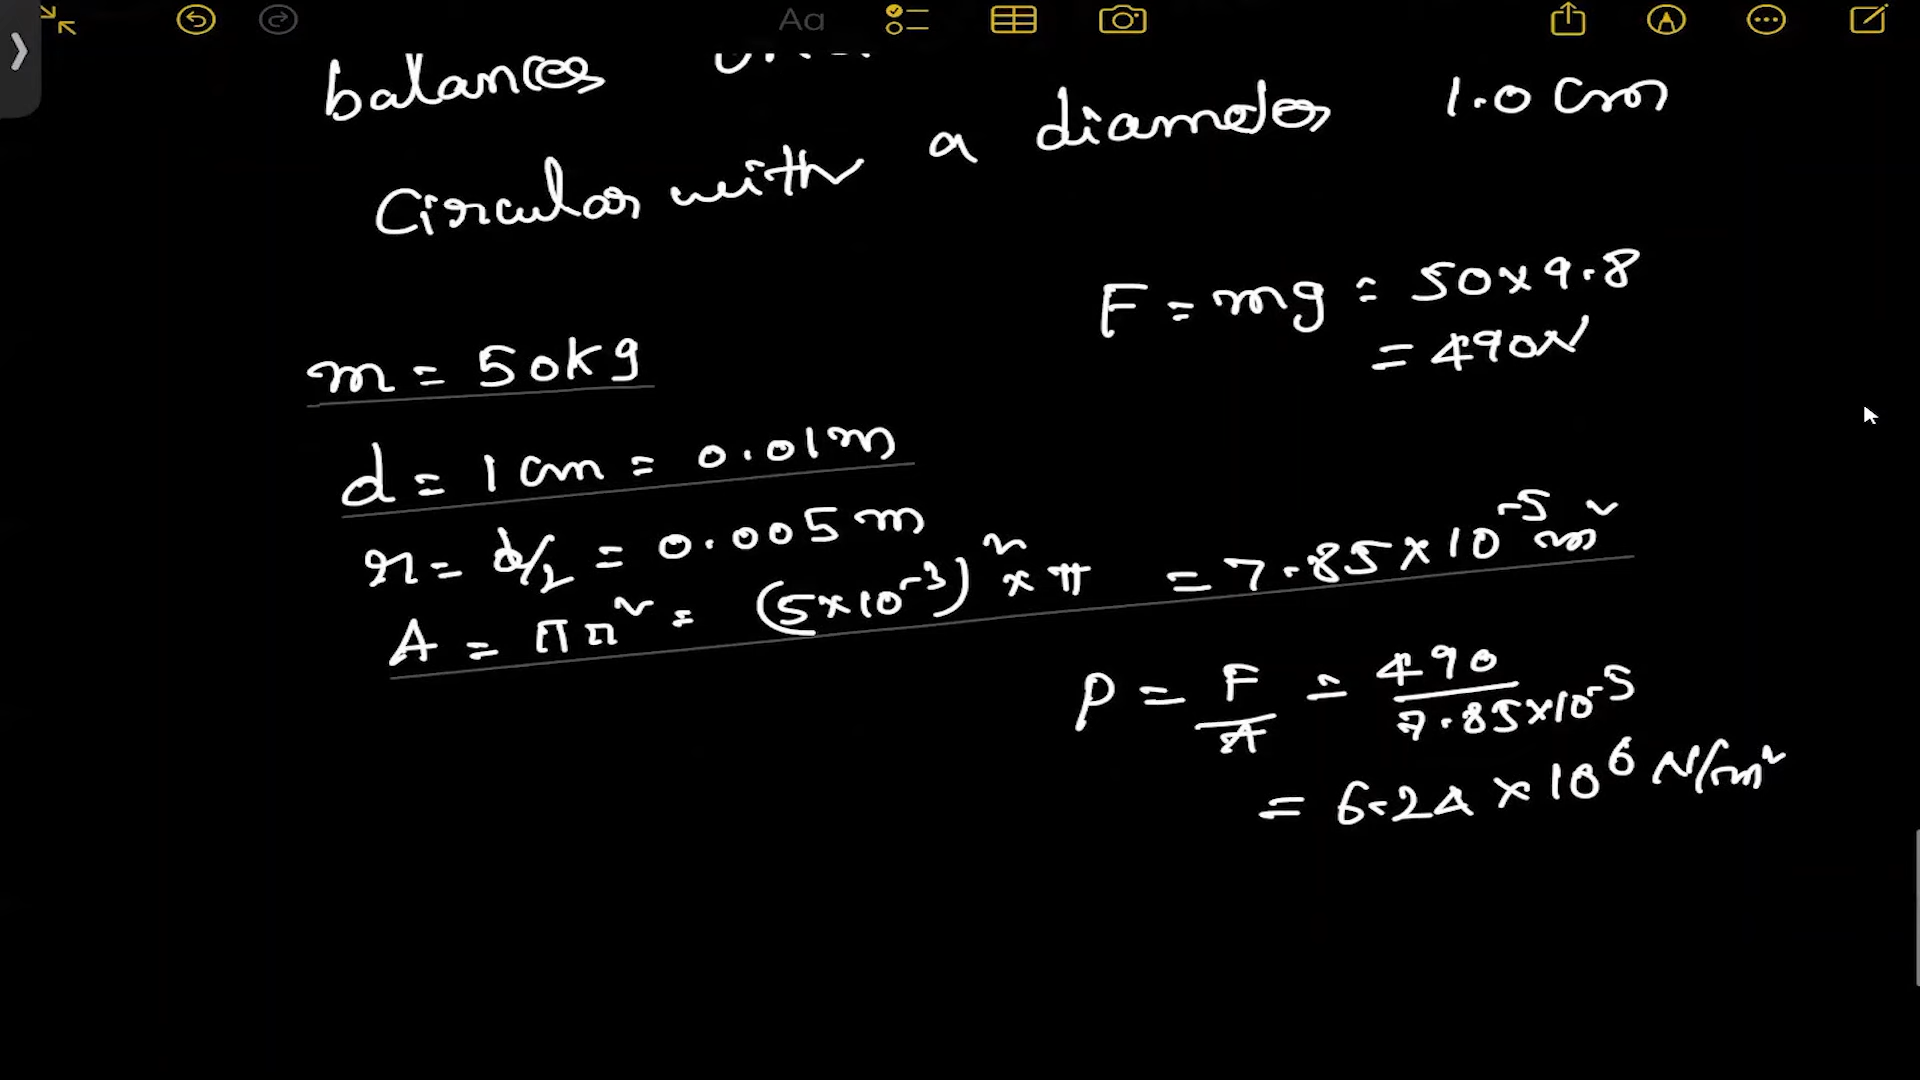 Aa
balances
Circular with a diameter 1.0 cm
F = mg = 50×9.8
= 490N
m = 50kg
d = 1 cm = 0.01m
r = d/2 = 0.005 m
A = πr² = (5×10⁻³)² × π = 7.85×10⁻⁵ m²
P = F/A = 490/7.85×10⁻⁵
= 6.24 × 10⁶ N/m²